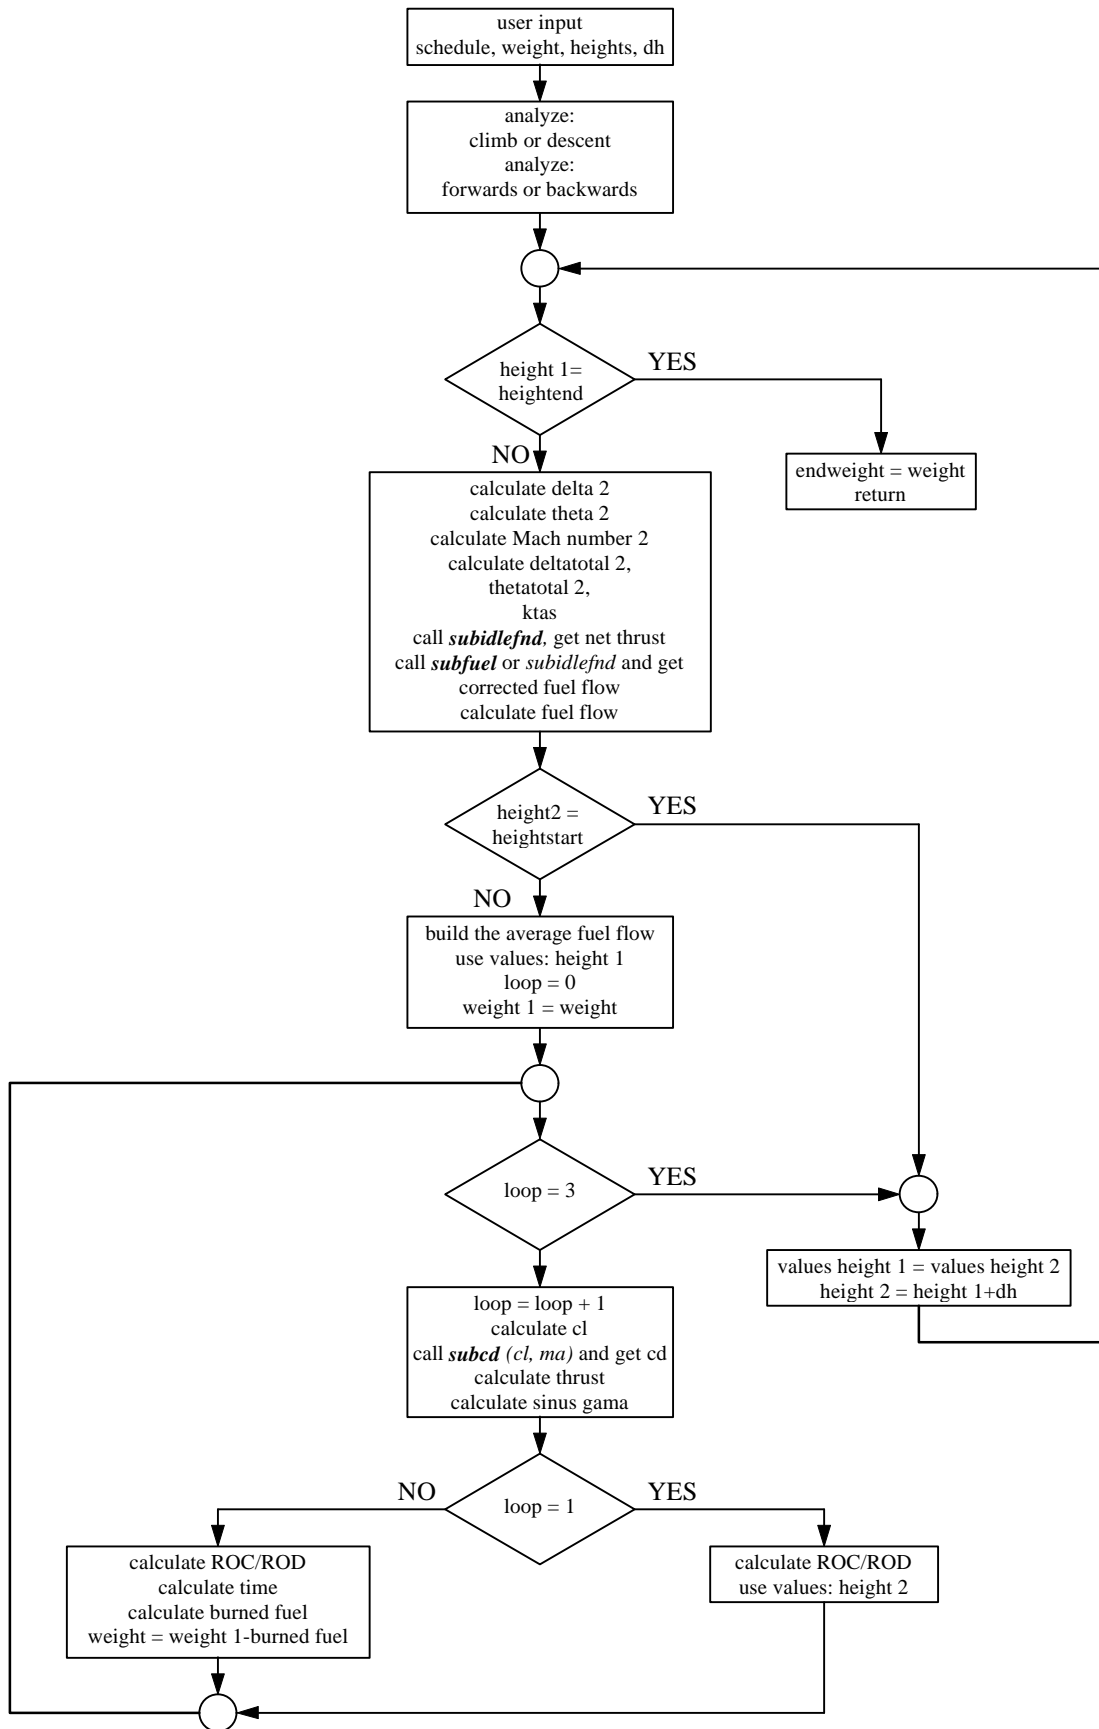 user input
schedule, weight, heights, dh
analyze:
climb or descent
analyze:
forwards or backwards
height 1=
heightend
YES
NO
endweight = weight
return
calculate delta 2
calculate theta 2
calculate Mach number 2
calculate deltatotal 2,
thetatotal 2,
ktas
call subidlefnd, get net thrust
call subfuel or subidlefnd and get
corrected fuel flow
calculate fuel flow
height2 =
heightstart
YES
NO
build the average fuel flow
use values: height 1
loop = 0
weight 1 = weight
loop = 3
YES
values height 1 = values height 2
height 2 = height 1+dh
loop = loop + 1
calculate cl
call subcd (cl, ma) and get cd
calculate thrust
calculate sinus gama
loop = 1
NO
YES
calculate ROC/ROD
calculate time
calculate burned fuel
weight = weight 1-burned fuel
calculate ROC/ROD
use values: height 2